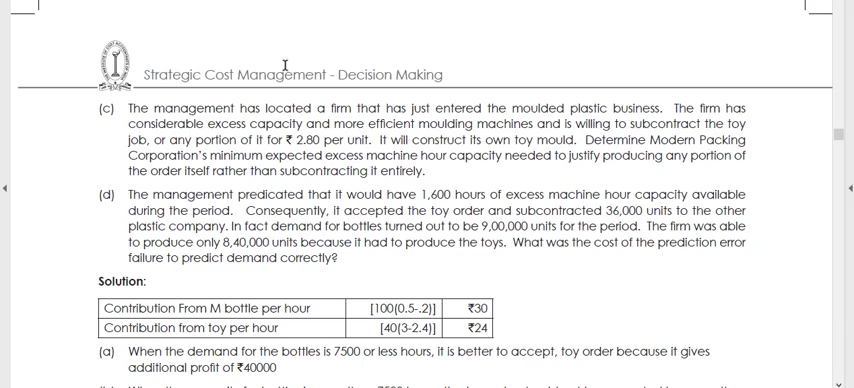 Strategic Cost Management - Decision Making
(c) The management has located a firm that has just entered the moulded plastic business. The firm has
considerable excess capacity and more efficient moulding machines and is willing to subcontract the toy
job, or any portion of it for ₹ 2.80 per unit. It will construct its own toy mould. Determine Modern Packing
Corporation's minimum expected excess machine hour capacity needed to justify producing any portion of
the order itself rather than subcontracting it entirely.
(d) The management predicated that it would have 1,600 hours of excess machine hour capacity available
during the period. Consequently, it accepted the toy order and subcontracted 36,000 units to the other
plastic company. In fact demand for bottles turned out to be 9,00,000 units for the period. The firm was able
to produce only 8,40,000 units because it had to produce the toys. What was the cost of the prediction error
failure to predict demand correctly?
Solution:
Contribution From M bottle per hour [100(0.5-.2)] ₹30
Contribution from toy per hour [40(3-2.4)] ₹24
(a) When the demand for the bottles is 7500 or less hours, it is better to accept, toy order because it gives
additional profit of ₹40000